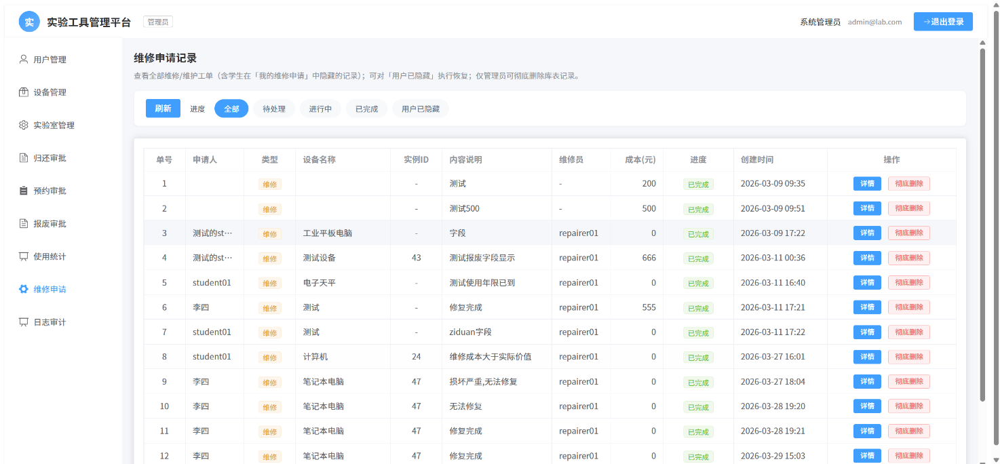 实 实验工具管理平台 管理员 系统管理员 admin@lab.com →退出登录
用户管理
设备管理
实验室管理
归还审批
预约审批
报废审批
使用统计
维修申请
日志审计
维修申请记录
查看全部维修/维护工单（含学生在「我的维修申请」中隐藏的记录）；可对「用户已隐藏」执行恢复；仅管理员可彻底删除库表记录。
刷新 进度 全部 待处理 进行中 已完成 用户已隐藏
单号 申请人 类型 设备名称 实例ID 内容说明 维修员 成本(元) 进度 创建时间 操作
1 维修 - 测试 - 200 已完成 2026-03-09 09:35 详情 彻底删除
2 维修 - 测试500 - 500 已完成 2026-03-09 09:51 详情 彻底删除
3 测试的st… 维修 工业平板电脑 - 字段 repairer01 0 已完成 2026-03-09 17:22 详情 彻底删除
4 测试的st… 维修 测试设备 43 测试报废字段显示 repairer01 666 已完成 2026-03-11 00:36 详情 彻底删除
5 student01 维修 电子天平 - 测试使用年限已到 repairer01 0 已完成 2026-03-11 16:40 详情 彻底删除
6 李四 维修 测试 - 修复完成 repairer01 555 已完成 2026-03-11 17:21 详情 彻底删除
7 student01 维修 测试 - ziduan字段 repairer01 0 已完成 2026-03-11 17:22 详情 彻底删除
8 student01 维修 计算机 24 维修成本大于实际价值 repairer01 0 已完成 2026-03-27 16:01 详情 彻底删除
9 李四 维修 笔记本电脑 47 损坏严重,无法修复 repairer01 0 已完成 2026-03-27 18:04 详情 彻底删除
10 李四 维修 笔记本电脑 47 无法修复 repairer01 0 已完成 2026-03-28 19:20 详情 彻底删除
11 李四 维修 笔记本电脑 47 修复完成 repairer01 0 已完成 2026-03-28 19:21 详情 彻底删除
12 李四 维修 笔记本电脑 47 修复完成 repairer01 0 已完成 2026-03-29 15:03 详情 彻底删除